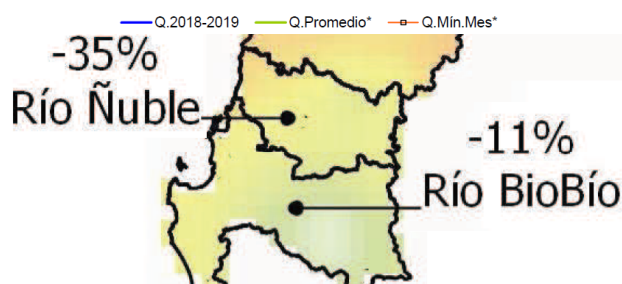 Q.2018-2019 Q.Promedio* Q.Mín.Mes*
-35%
Río Ñuble
-11%
Río BioBío